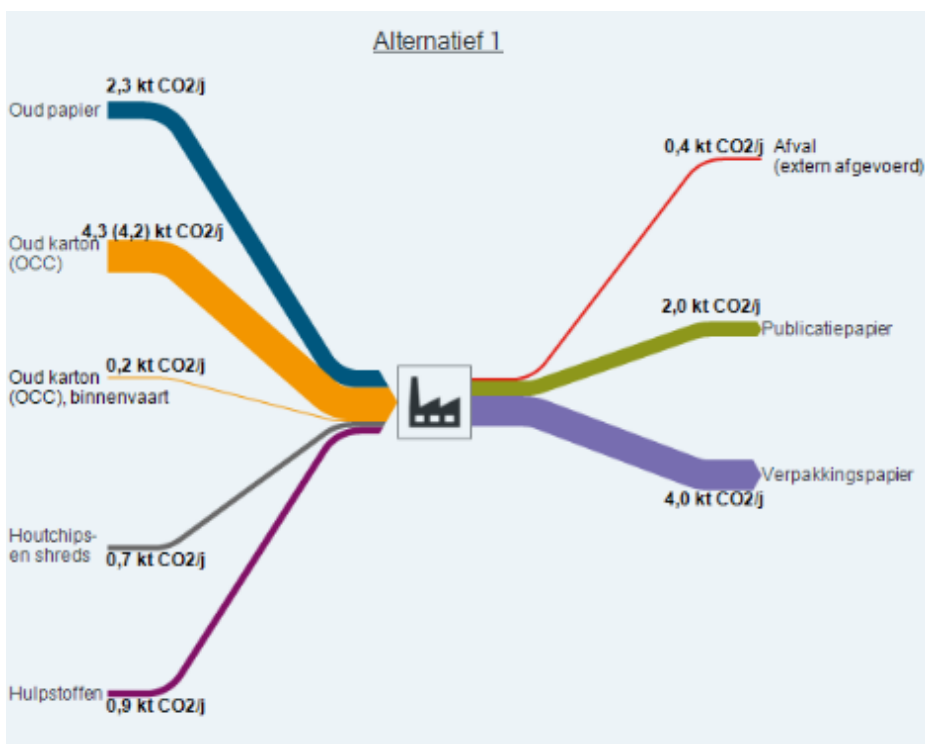 Alternatief 1
2,3 kt CO2/j
Oud papier
4,3 (4,2) kt CO2/j
Oud karton
(OCC)
0,2 kt CO2/j
Oud karton
(OCC), binnenvaart
Houtchips-
en shreds
0,7 kt CO2/j
Hulpstoffen
0,9 kt CO2/j
0,4 kt CO2/j
Afval
(extern afgevoerd)
2,0 kt CO2/j
Publicatiepapier
Verpakkingspapier
4,0 kt CO2/j